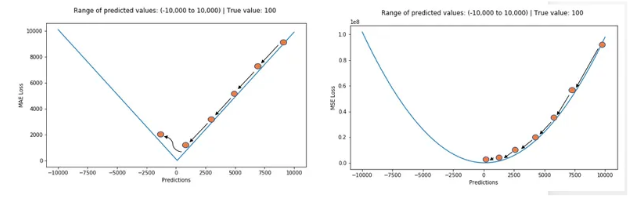 Range of predicted values: (-10,000 to 10,000) | True value: 100
10000
8000
6000
4000
2000
0
MAE Loss
−10000 −7500 −5000 −2500 0 2500 5000 7500 10000
Predictions
Range of predicted values: (-10,000 to 10,000) | True value: 100
1e8
1.0
0.8
0.6
0.4
0.2
0.0
MSE Loss
−10000 −7500 −5000 −2500 0 2500 5000 7500 10000
Predictions